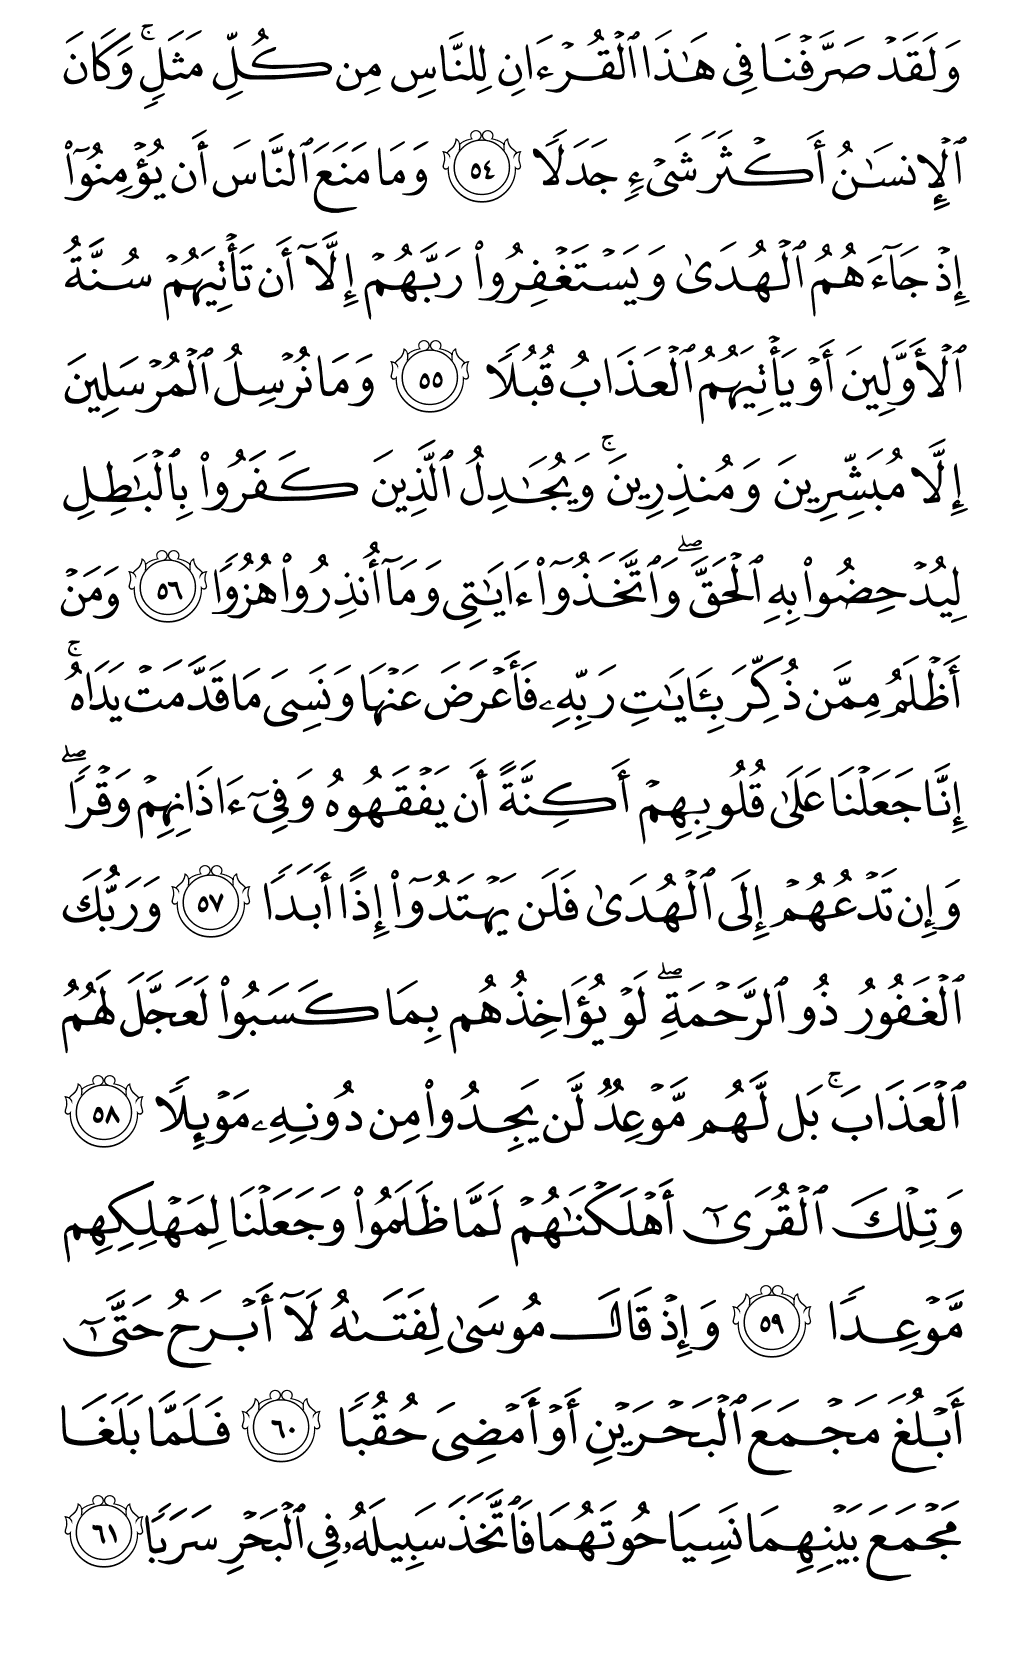 وَلَقَدْ صَرَّفْنَا فِى هَـٰذَا ٱلْقُرْءَانِ لِلنَّاسِ مِن كُلِّ مَثَلٍۢ ۚ وَكَانَ
ٱلْإِنسَـٰنُ أَكْثَرَ شَىْءٍۢ جَدَلًۭا ٥٤ وَمَا مَنَعَ ٱلنَّاسَ أَن يُؤْمِنُوٓا۟
إِذْ جَآءَهُمُ ٱلْهُدَىٰ وَيَسْتَغْفِرُوا۟ رَبَّهُمْ إِلَّآ أَن تَأْتِيَهُمْ سُنَّةُ
ٱلْأَوَّلِينَ أَوْ يَأْتِيَهُمُ ٱلْعَذَابُ قُبُلًۭا ٥٥ وَمَا نُرْسِلُ ٱلْمُرْسَلِينَ
إِلَّا مُبَشِّرِينَ وَمُنذِرِينَ ۚ وَيُجَـٰدِلُ ٱلَّذِينَ كَفَرُوا۟ بِٱلْبَـٰطِلِ
لِيُدْحِضُوا۟ بِهِ ٱلْحَقَّ ۖ وَٱتَّخَذُوٓا۟ ءَايَـٰتِى وَمَآ أُنذِرُوا۟ هُزُوًۭا ٥٦ وَمَنْ
أَظْلَمُ مِمَّن ذُكِّرَ بِـَٔايَـٰتِ رَبِّهِۦ فَأَعْرَضَ عَنْهَا وَنَسِىَ مَا قَدَّمَتْ يَدَاهُ ۚ
إِنَّا جَعَلْنَا عَلَىٰ قُلُوبِهِمْ أَكِنَّةً أَن يَفْقَهُوهُ وَفِىٓ ءَاذَانِهِمْ وَقْرًۭا ۖ
وَإِن تَدْعُهُمْ إِلَى ٱلْهُدَىٰ فَلَن يَهْتَدُوٓا۟ إِذًا أَبَدًۭا ٥٧ وَرَبُّكَ
ٱلْغَفُورُ ذُو ٱلرَّحْمَةِ ۖ لَوْ يُؤَاخِذُهُم بِمَا كَسَبُوا۟ لَعَجَّلَ لَهُمُ
ٱلْعَذَابَ ۚ بَل لَّهُم مَّوْعِدٌۭ لَّن يَجِدُوا۟ مِن دُونِهِۦ مَوْئِلًۭا ٥٨
وَتِلْكَ ٱلْقُرَىٰٓ أَهْلَكْنَـٰهُمْ لَمَّا ظَلَمُوا۟ وَجَعَلْنَا لِمَهْلِكِهِم
مَّوْعِدًۭا ٥٩ وَإِذْ قَالَ مُوسَىٰ لِفَتَىٰهُ لَآ أَبْرَحُ حَتَّىٰٓ
أَبْلُغَ مَجْمَعَ ٱلْبَحْرَيْنِ أَوْ أَمْضِىَ حُقُبًۭا ٦٠ فَلَمَّا بَلَغَا
مَجْمَعَ بَيْنِهِمَا نَسِيَا حُوتَهُمَا فَٱتَّخَذَ سَبِيلَهُۥ فِى ٱلْبَحْرِ سَرَبًۭا ٦١